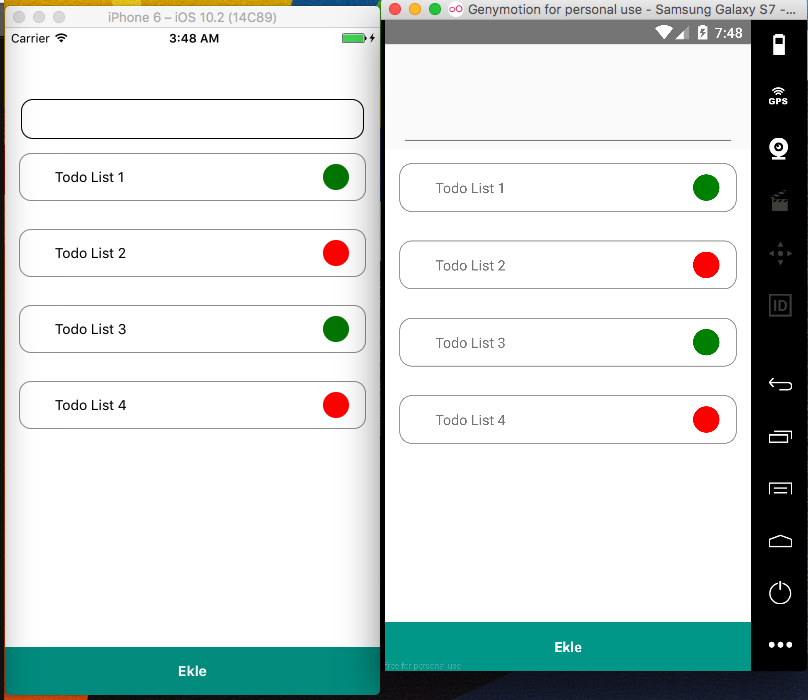 iPhone 6 – iOS 10.2 (14C89)
Carrier
3:48 AM
Todo List 1
Todo List 2
Todo List 3
Todo List 4
Ekle
Genymotion for personal use - Samsung Galaxy S7 -...
7:48
Todo List 1
Todo List 2
Todo List 3
Todo List 4
Ekle
free for personal use
GPS
ID